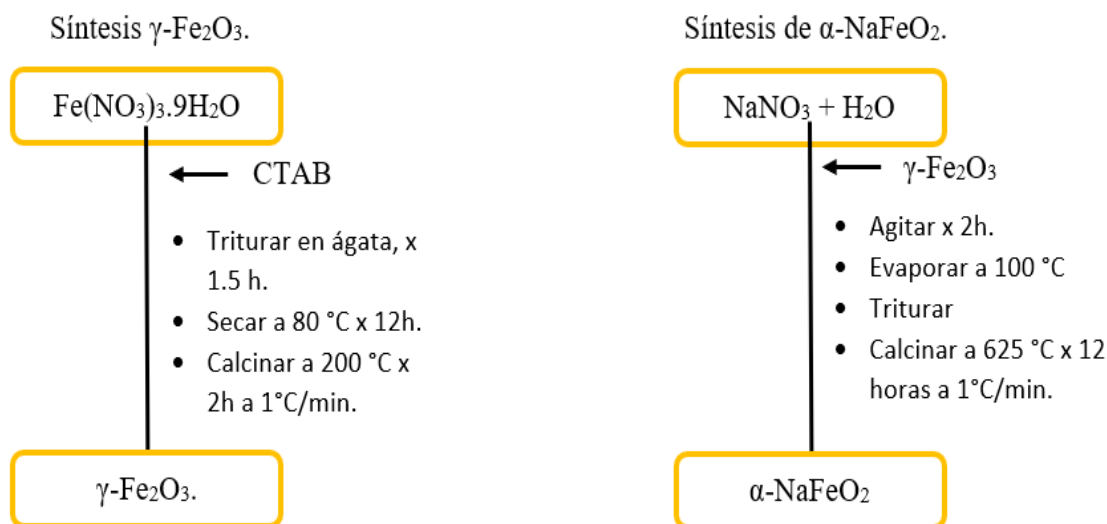 Síntesis γ-Fe₂O₃.
Fe(NO₃)₃.9H₂O
CTAB
• Triturar en ágata, x
1.5 h.
• Secar a 80 °C x 12h.
• Calcinar a 200 °C x
2h a 1°C/min.
γ-Fe₂O₃.
Síntesis de α-NaFeO₂.
NaNO₃ + H₂O
γ-Fe₂O₃
• Agitar x 2h.
• Evaporar a 100 °C
• Triturar
• Calcinar a 625 °C x 12
horas a 1°C/min.
α-NaFeO₂